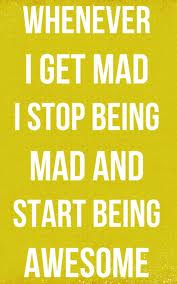 WHENEVER
I GET MAD
I STOP BEING
MAD AND
START BEING
AWESOME